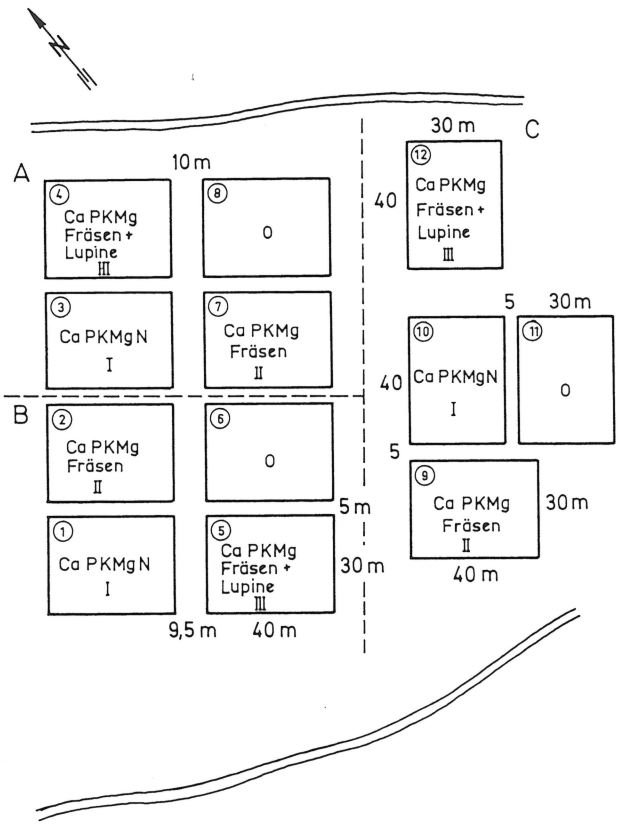 N
A
10 m
④
Ca PKMg
Fräsen +
Lupine
III
⑧
O
③
Ca PKMgN
I
⑦
Ca PKMg
Fräsen
II
B
②
Ca PKMg
Fräsen
II
⑥
O
5 m
①
Ca PKMgN
I
⑤
Ca PKMg
Fräsen +
Lupine
III
30 m
9,5 m
40 m
C
30 m
⑫
40
Ca PKMg
Fräsen +
Lupine
III
5
30 m
⑩
40
Ca PKMgN
I
⑪
O
5
⑨
Ca PKMg
Fräsen
II
30 m
40 m